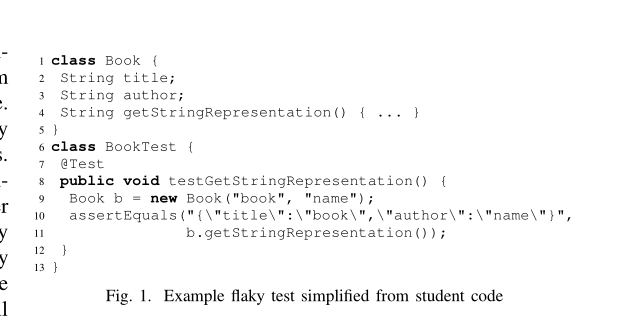 1 class Book {
2 String title;
3 String author;
4 String getStringRepresentation() { ... }
5 }
6 class BookTest {
7 @Test
8 public void testGetStringRepresentation() {
9 Book b = new Book("book", "name");
10 assertEquals("{\"title\":\"book\",\"author\":\"name\"}",
11 b.getStringRepresentation());
12 }
13 }
Fig. 1. Example flaky test simplified from student code